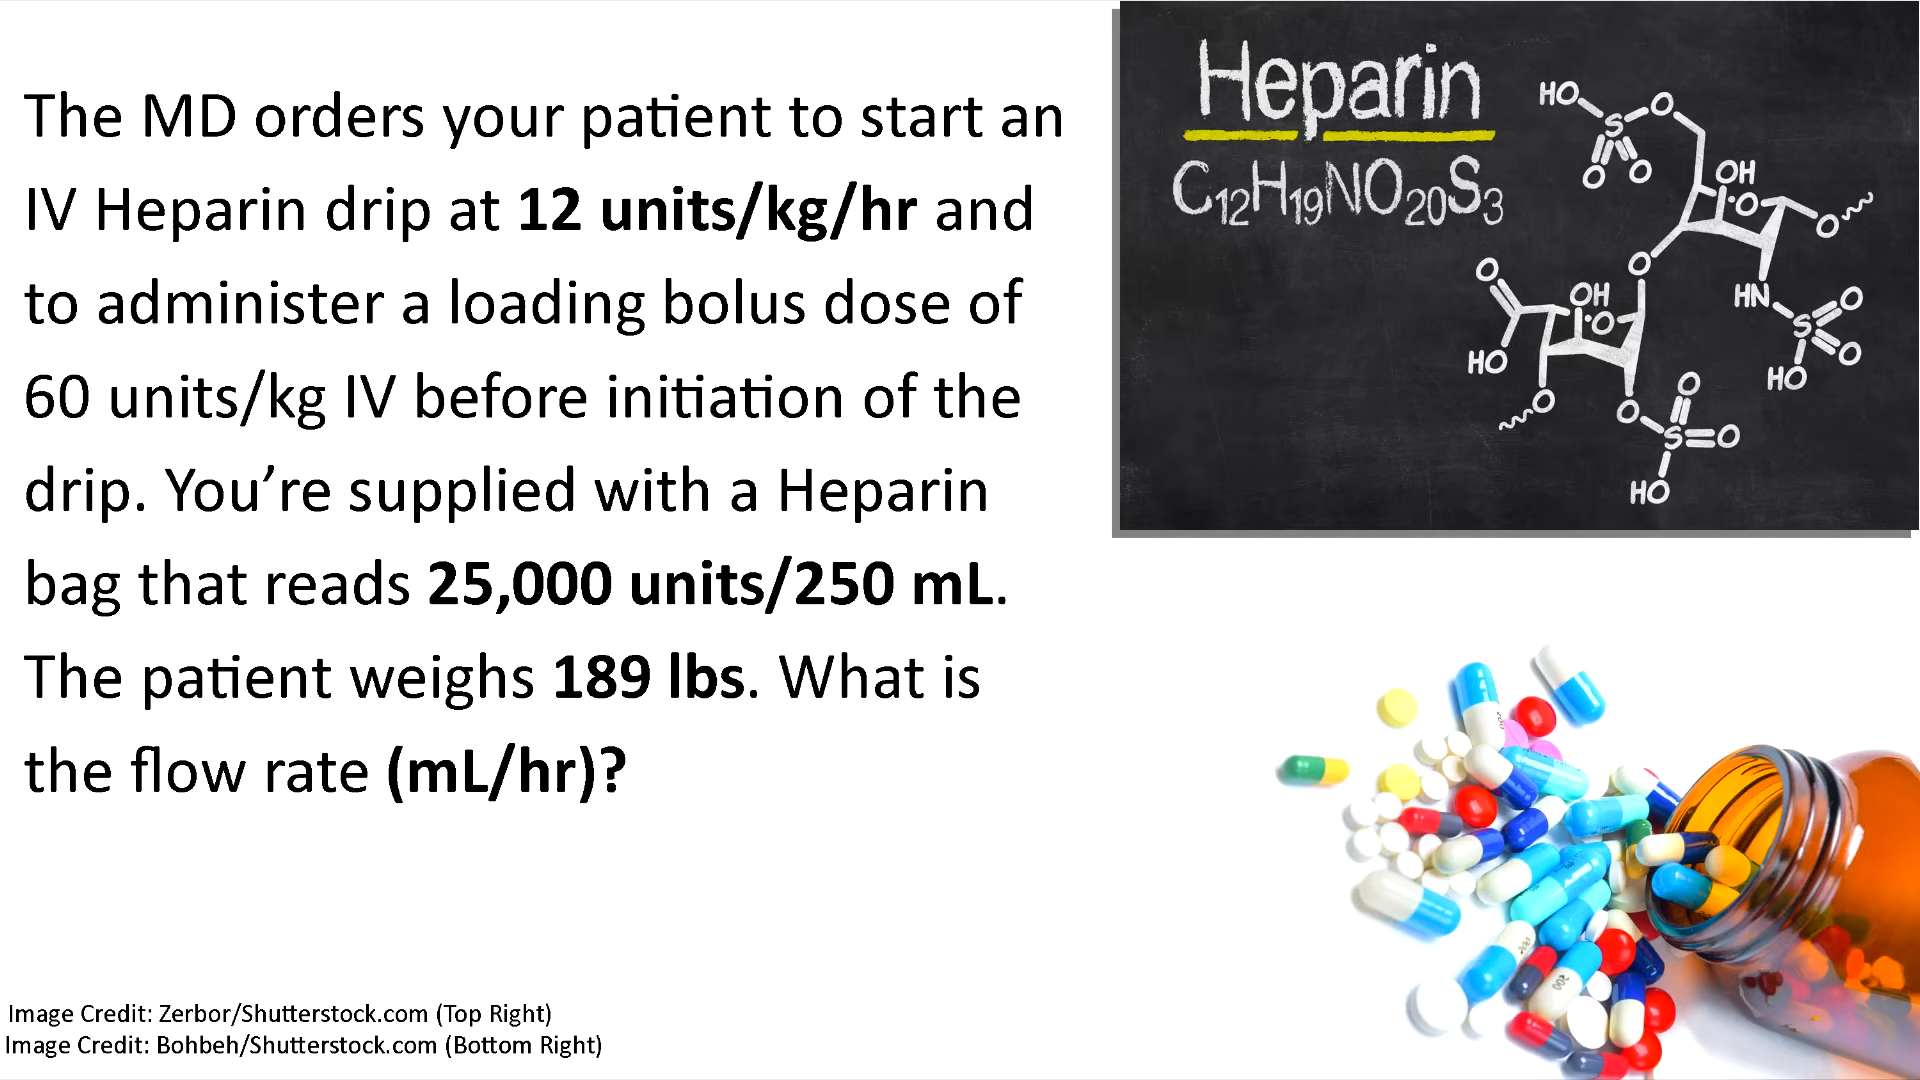 The MD orders your patient to start an
IV Heparin drip at 12 units/kg/hr and
to administer a loading bolus dose of
60 units/kg IV before initiation of the
drip. You’re supplied with a Heparin
bag that reads 25,000 units/250 mL.
The patient weighs 189 lbs. What is
the flow rate (mL/hr)?
Heparin
C₁₂H₁₉NO₂₀S₃
HO
S
O
O
O
OH
O
O
O
HN
S
O
O
HO
O
OH
O
HO
O
O
S
O
O
HO
500
Image Credit: Zerbor/Shutterstock.com (Top Right)
Image Credit: Bohbeh/Shutterstock.com (Bottom Right)